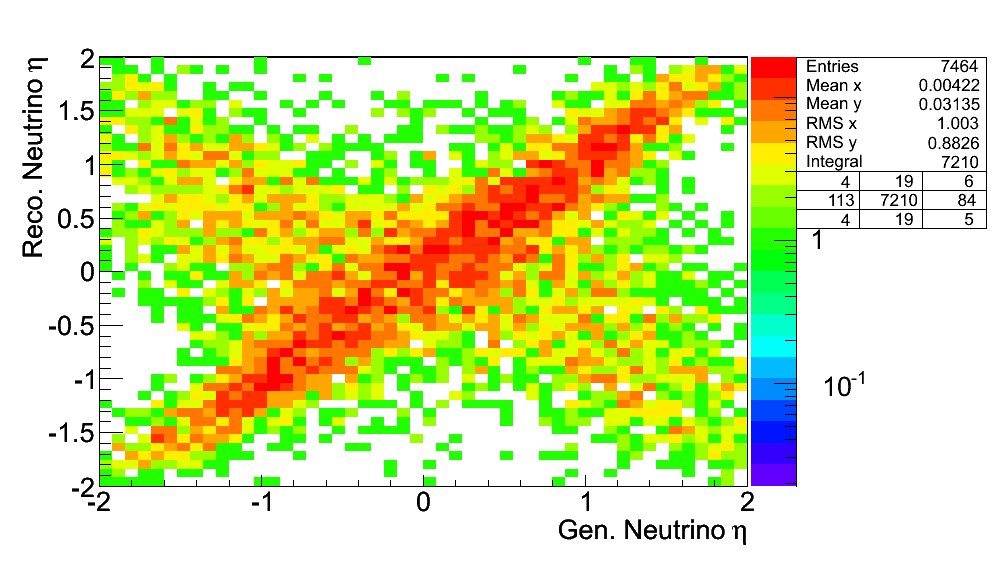 Reco. Neutrino η
2
1.5
1
0.5
0
-0.5
-1
-1.5
-2
-2 -1 0 1 2
Gen. Neutrino η
1
10-1
Entries 7464
Mean x 0.00422
Mean y 0.03135
RMS x 1.003
RMS y 0.8826
Integral 7210
4 19 6
113 7210 84
4 19 5